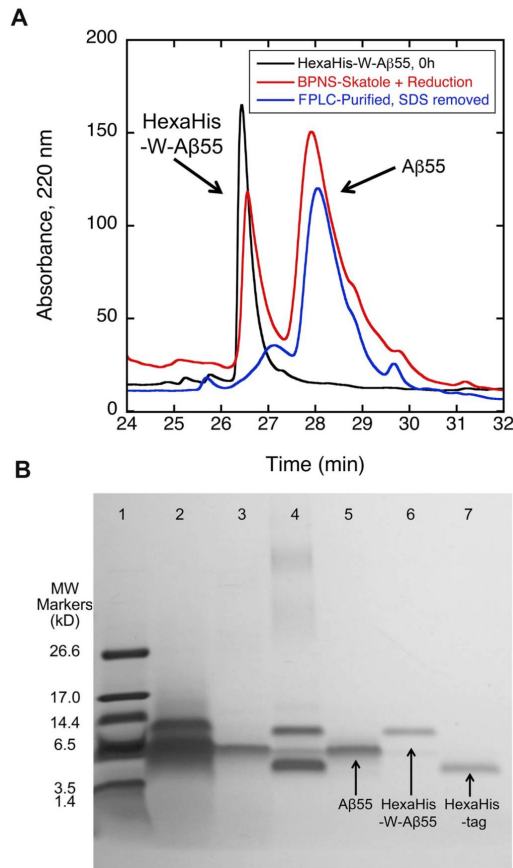 A
200
HexaHis-W-Aβ55, 0h
BPNS-Skatole + Reduction
FPLC-Purified, SDS removed
150
HexaHis
-W-Aβ55
Aβ55
Absorbance, 220 nm
100
50
0
24 25 26 27 28 29 30 31 32
Time (min)
B
1 2 3 4 5 6 7
MW
Markers
(kD)
26.6
17.0
14.4
6.5
3.5
1.4
Aβ55 HexaHis HexaHis
-W-Aβ55 -tag